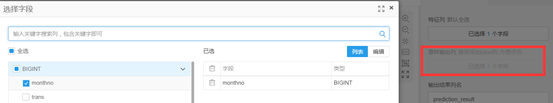 选择字段
输入关键字搜索列，包含关键字即可
全选
BIGINT
monthno
trans
已选
列表 编辑
字段 类型
monthno BIGINT
特征列 默认全选
已选择 1 个字段
已选择 1 个字段
输出结果列名
prediction_result